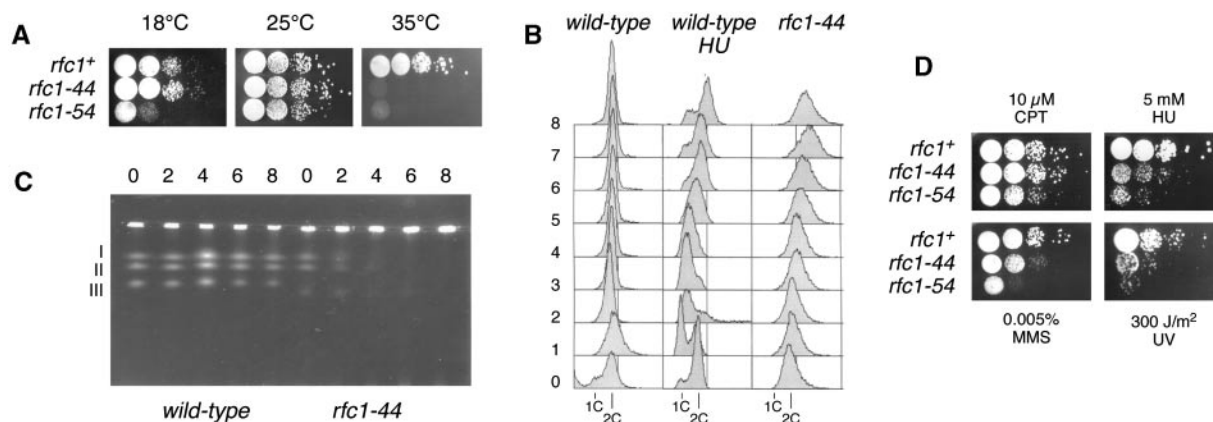 A
18°C 25°C 35°C
rfc1+
rfc1-44
rfc1-54
C
0 2 4 6 8 0 2 4 6 8
I
II
III
wild-type rfc1-44
B
wild-type wild-type rfc1-44
HU
8
7
6
5
4
3
2
1
0
1C 1C 1C
2C 2C 2C
D
10 µM 5 mM
CPT HU
rfc1+
rfc1-44
rfc1-54
rfc1+
rfc1-44
rfc1-54
0.005% 300 J/m²
MMS UV